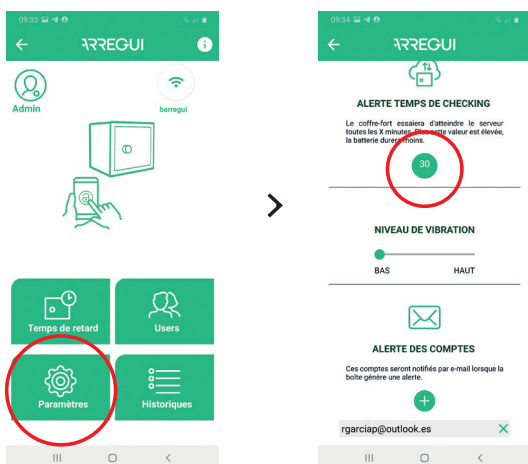 09:33
ARREGUI
i
Admin
barregui
Temps de retard
Users
Paramètres
Historiques
>
09:34
ARREGUI
ALERTE TEMPS DE CHECKING
Le coffre-fort essaiera d'atteindre le serveur
toutes les X minutes. Plus cette valeur est élevée,
la batterie durera moins.
30
NIVEAU DE VIBRATION
BAS HAUT
ALERTE DES COMPTES
Ces comptes seront notifiés par e-mail lorsque la
boîte génère une alerte.
+
rgarciap@outlook.es